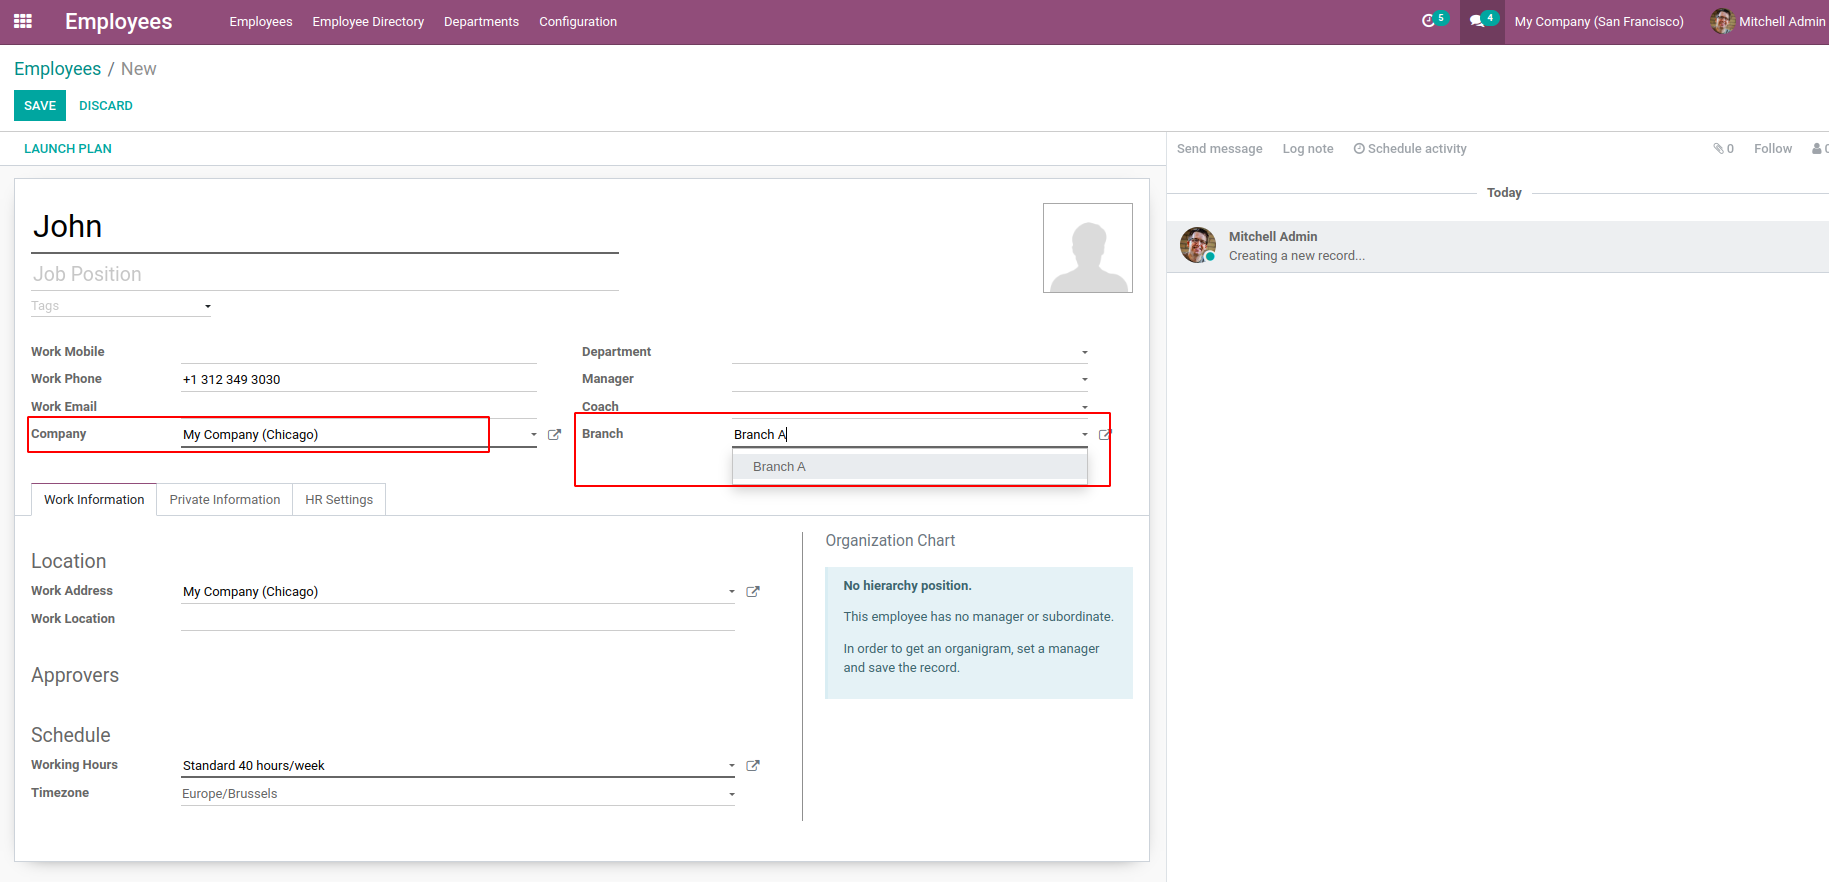 Employees Employees Employee Directory Departments Configuration 5 4 My Company (San Francisco) Mitchell Admin
Employees / New
SAVE DISCARD
LAUNCH PLAN
Send message Log note Schedule activity 0 Follow 0
Today
Mitchell Admin
Creating a new record...
John
Job Position
Tags
Work Mobile
Work Phone +1 312 349 3030
Work Email
Company My Company (Chicago)
Department
Manager
Coach
Branch Branch A
Branch A
Work Information Private Information HR Settings
Location
Work Address My Company (Chicago)
Work Location
Approvers
Schedule
Working Hours Standard 40 hours/week
Timezone Europe/Brussels
Organization Chart
No hierarchy position.
This employee has no manager or subordinate.
In order to get an organigram, set a manager
and save the record.